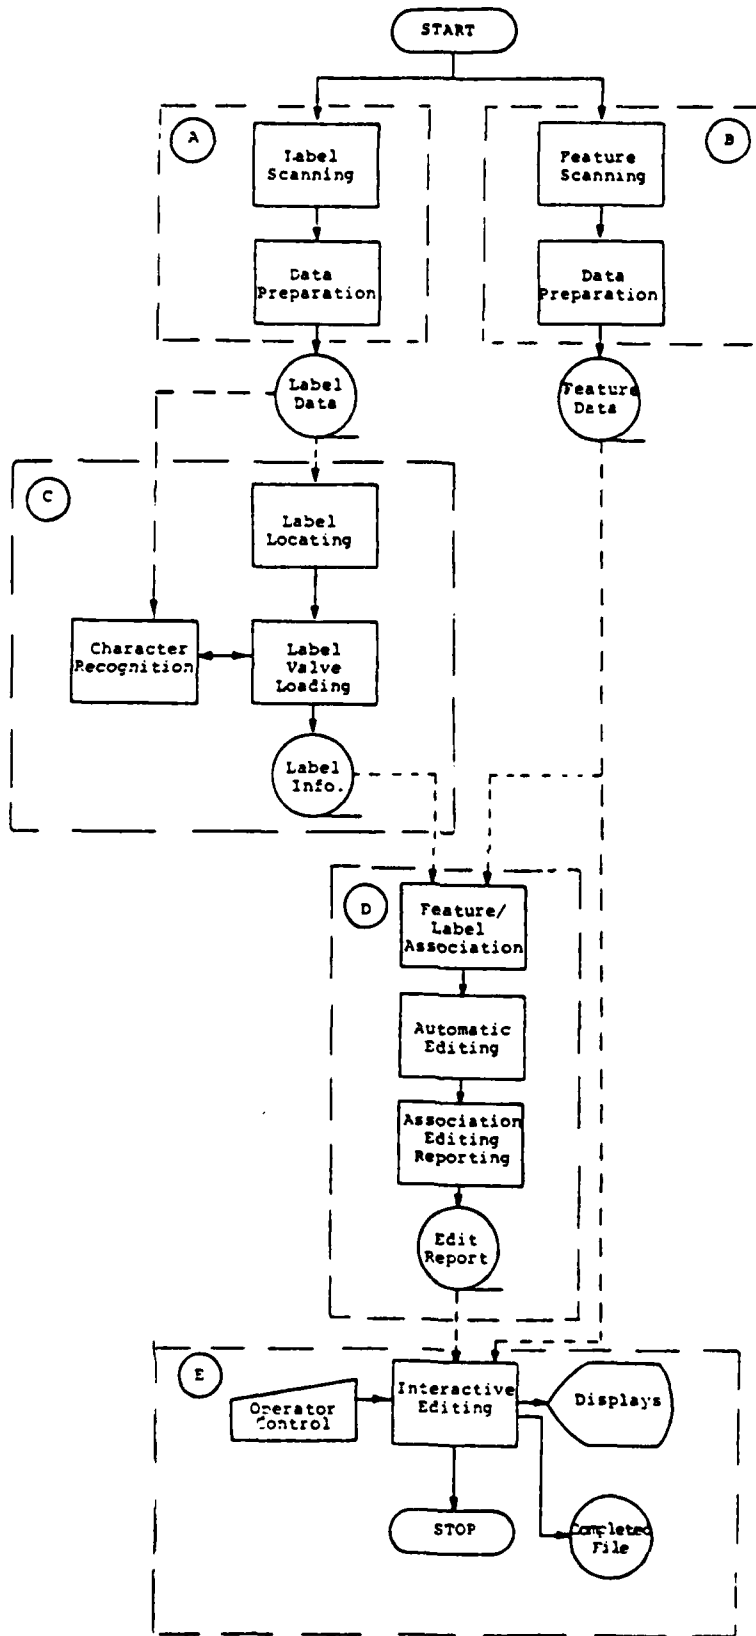 START
A
B
Label
Scanning
Feature
Scanning
Data
Preparation
Data
Preparation
Label
Data
Feature
Data
C
Label
Locating
Character
Recognition
Label
Valve
Loading
Label
Info.
D
Feature/
Label
Association
Automatic
Editing
Association
Editing
Reporting
Edit
Report
E
Operator
Control
Interactive
Editing
Displays
STOP
Completed
File